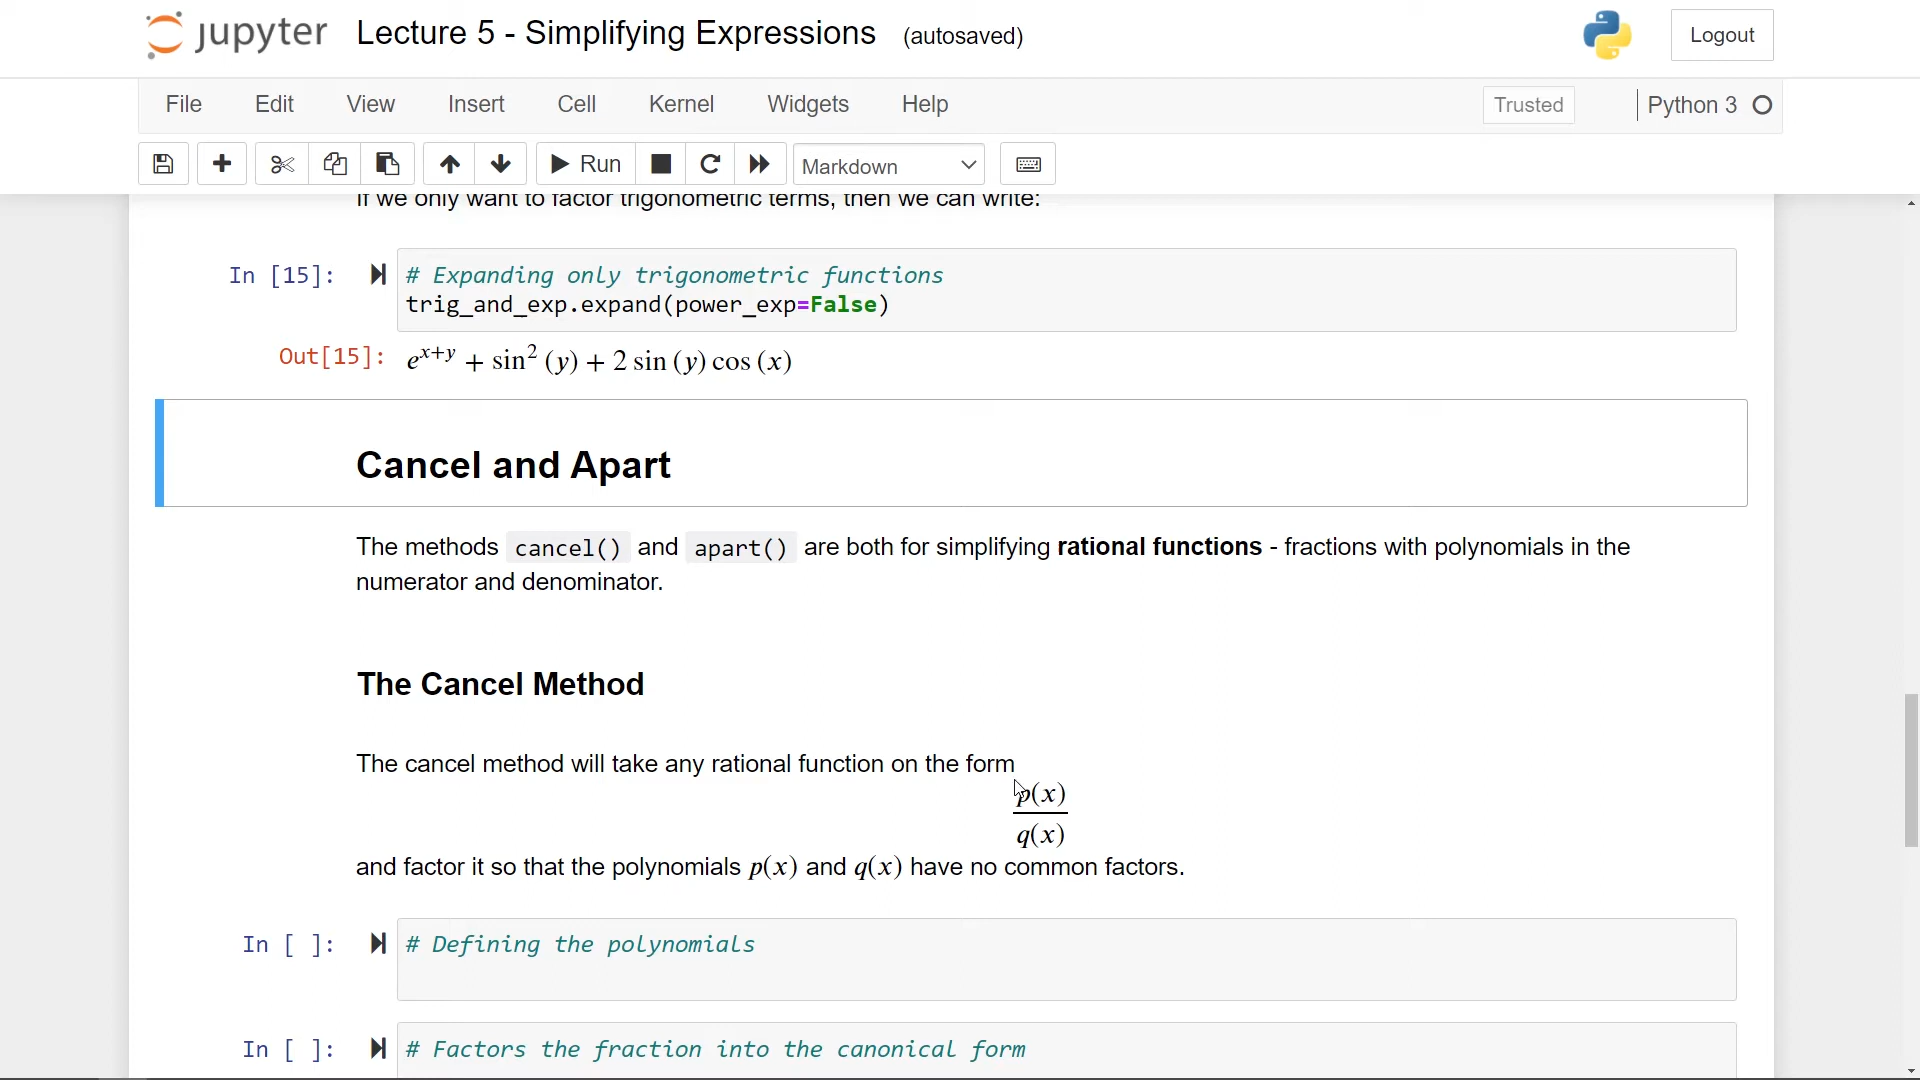 jupyter Lecture 5 - Simplifying Expressions (autosaved) Logout
File Edit View Insert Cell Kernel Widgets Help Trusted Python 3
Run Markdown
If we only want to factor trigonometric terms, then we can write:
In [15]: # Expanding only trigonometric functions
trig_and_exp.expand(power_exp=False)
Out[15]: e^{x+y} + sin² (y) + 2 sin (y) cos (x)
Cancel and Apart
The methods cancel() and apart() are both for simplifying rational functions - fractions with polynomials in the
numerator and denominator.
The Cancel Method
The cancel method will take any rational function on the form
p(x)
q(x)
and factor it so that the polynomials p(x) and q(x) have no common factors.
In [ ]: # Defining the polynomials
In [ ]: # Factors the fraction into the canonical form